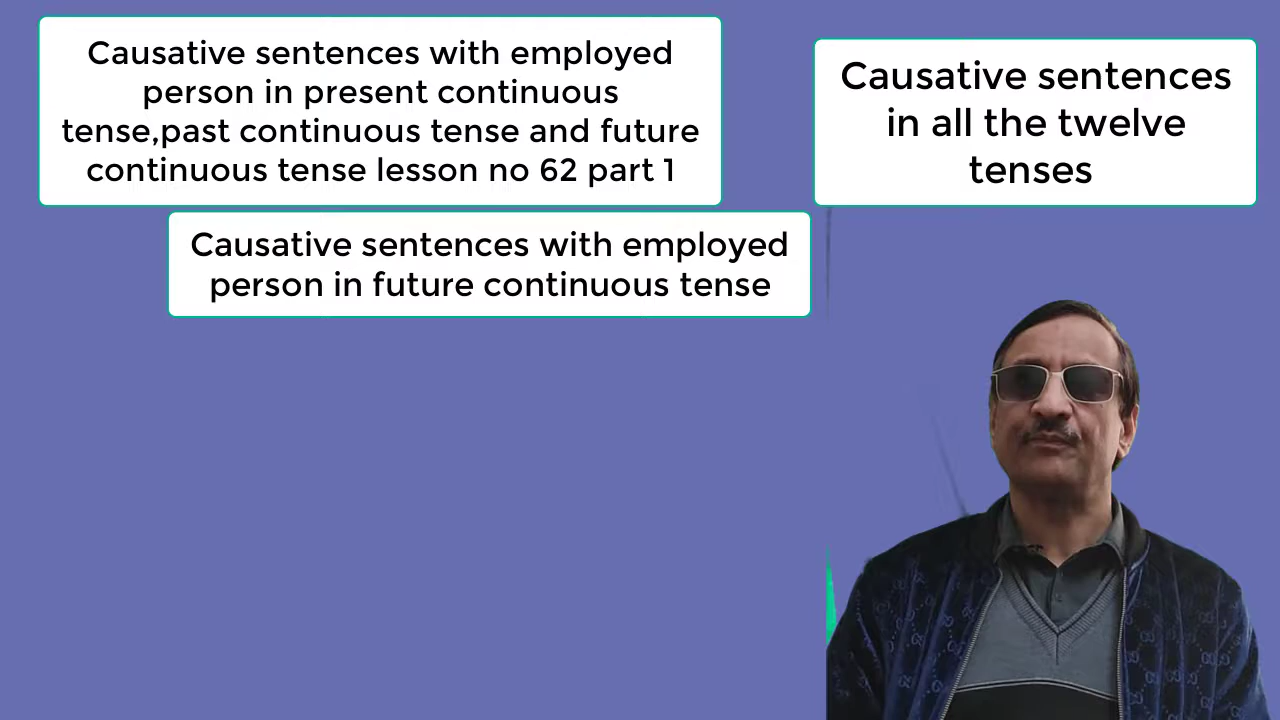 Causative sentences with employed
person in present continuous
tense,past continuous tense and future
continuous tense lesson no 62 part 1
Causative sentences
in all the twelve
tenses
Causative sentences with employed
person in future continuous tense